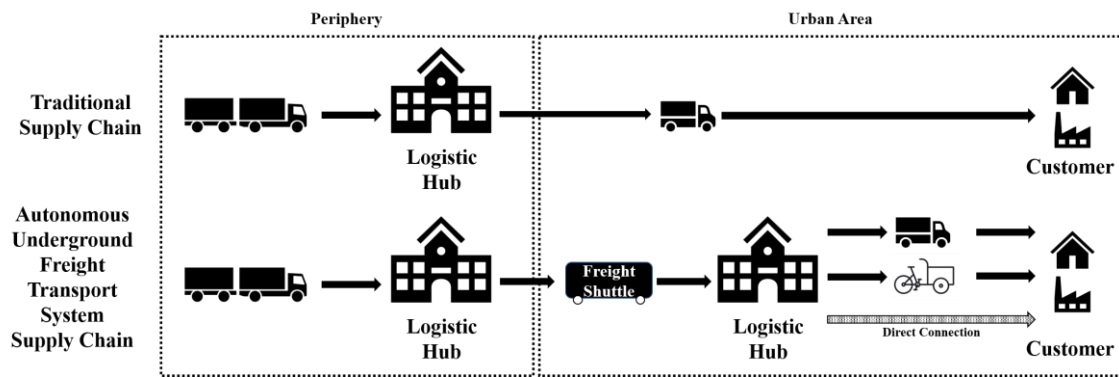 Periphery
Urban Area
Traditional
Supply Chain
Logistic
Hub
Customer
Autonomous
Underground
Freight
Transport
System
Supply Chain
Logistic
Hub
Freight
Shuttle
Logistic
Hub
Direct Connection
Customer